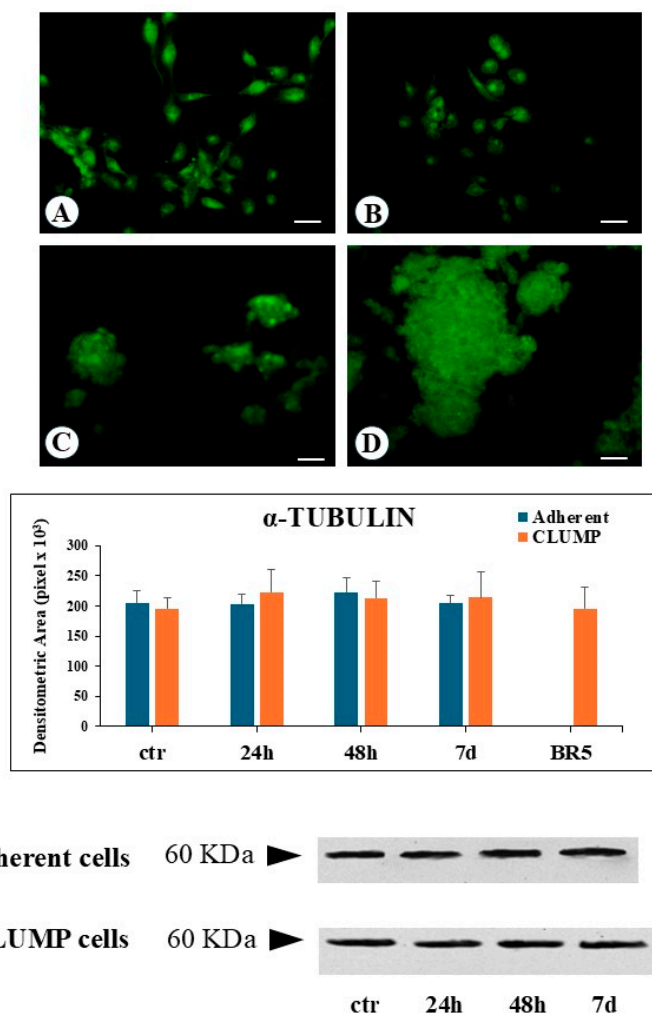 A
B
C
D
α-TUBULIN
Adherent
CLUMP
Densitometric Area (pixel x 10³)
300
250
200
150
100
50
0
ctr 24h 48h 7d BR5
herent cells 60 KDa
LUMP cells 60 KDa
ctr 24h 48h 7d